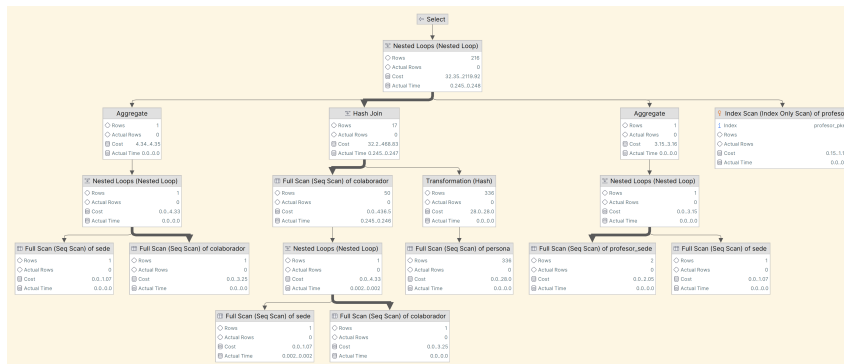 Select
Nested Loops (Nested Loop)
Rows 216
Actual Rows 0
Cost 32.35..2119.92
Actual Time 0.245..0.248
Aggregate
Rows 1
Actual Rows 0
Cost 4.34..4.35
Actual Time 0.0..0.0
Hash Join
Rows 17
Actual Rows 0
Cost 32.2..468.63
Actual Time 0.245..0.247
Aggregate
Rows 1
Actual Rows 0
Cost 3.15..3.16
Actual Time 0.0..0.0
Index Scan (Index Only Scan) of profeso
Index profesor_pke
Rows
Actual Rows
Cost 0.15..1.1
Actual Time 0.0..0
Nested Loops (Nested Loop)
Rows 1
Actual Rows 0
Cost 0.0..4.33
Actual Time 0.0..0.0
Full Scan (Seq Scan) of colaborador
Rows 50
Actual Rows 0
Cost 0.0..436.5
Actual Time 0.245..0.246
Transformation (Hash)
Rows 336
Actual Rows 0
Cost 28.0..28.0
Actual Time 0.0..0.0
Nested Loops (Nested Loop)
Rows 1
Actual Rows 0
Cost 0.0..3.15
Actual Time 0.0..0.0
Full Scan (Seq Scan) of sede
Rows 1
Actual Rows 0
Cost 0.0..1.07
Actual Time 0.0..0.0
Full Scan (Seq Scan) of colaborador
Rows 1
Actual Rows 0
Cost 0.0..3.25
Actual Time 0.0..0.0
Nested Loops (Nested Loop)
Rows 1
Actual Rows 0
Cost 0.0..4.33
Actual Time 0.002..0.002
Full Scan (Seq Scan) of persona
Rows 336
Actual Rows 0
Cost 0.0..28.0
Actual Time 0.0..0.0
Full Scan (Seq Scan) of profesor_sede
Rows 2
Actual Rows 0
Cost 0.0..2.05
Actual Time 0.0..0.0
Full Scan (Seq Scan) of sede
Rows 1
Actual Rows 0
Cost 0.0..1.07
Actual Time 0.0..0.0
Full Scan (Seq Scan) of sede
Rows 1
Actual Rows 0
Cost 0.0..1.07
Actual Time 0.002..0.002
Full Scan (Seq Scan) of colaborador
Rows 1
Actual Rows 0
Cost 0.0..3.25
Actual Time 0.0..0.0